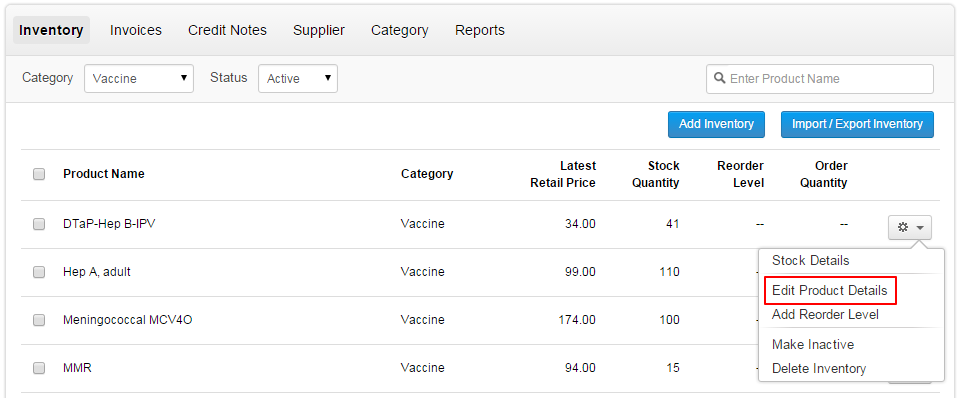 Inventory Invoices Credit Notes Supplier Category Reports
Category Vaccine Status Active Enter Product Name
Add Inventory Import / Export Inventory
Product Name Category Latest Retail Price Stock Quantity Reorder Level Order Quantity
DTaP-Hep B-IPV Vaccine 34.00 41 -- --
Stock Details
Hep A, adult Vaccine 99.00 110
Edit Product Details
Add Reorder Level
Meningococcal MCV4O Vaccine 174.00 100
Make Inactive
MMR Vaccine 94.00 15
Delete Inventory